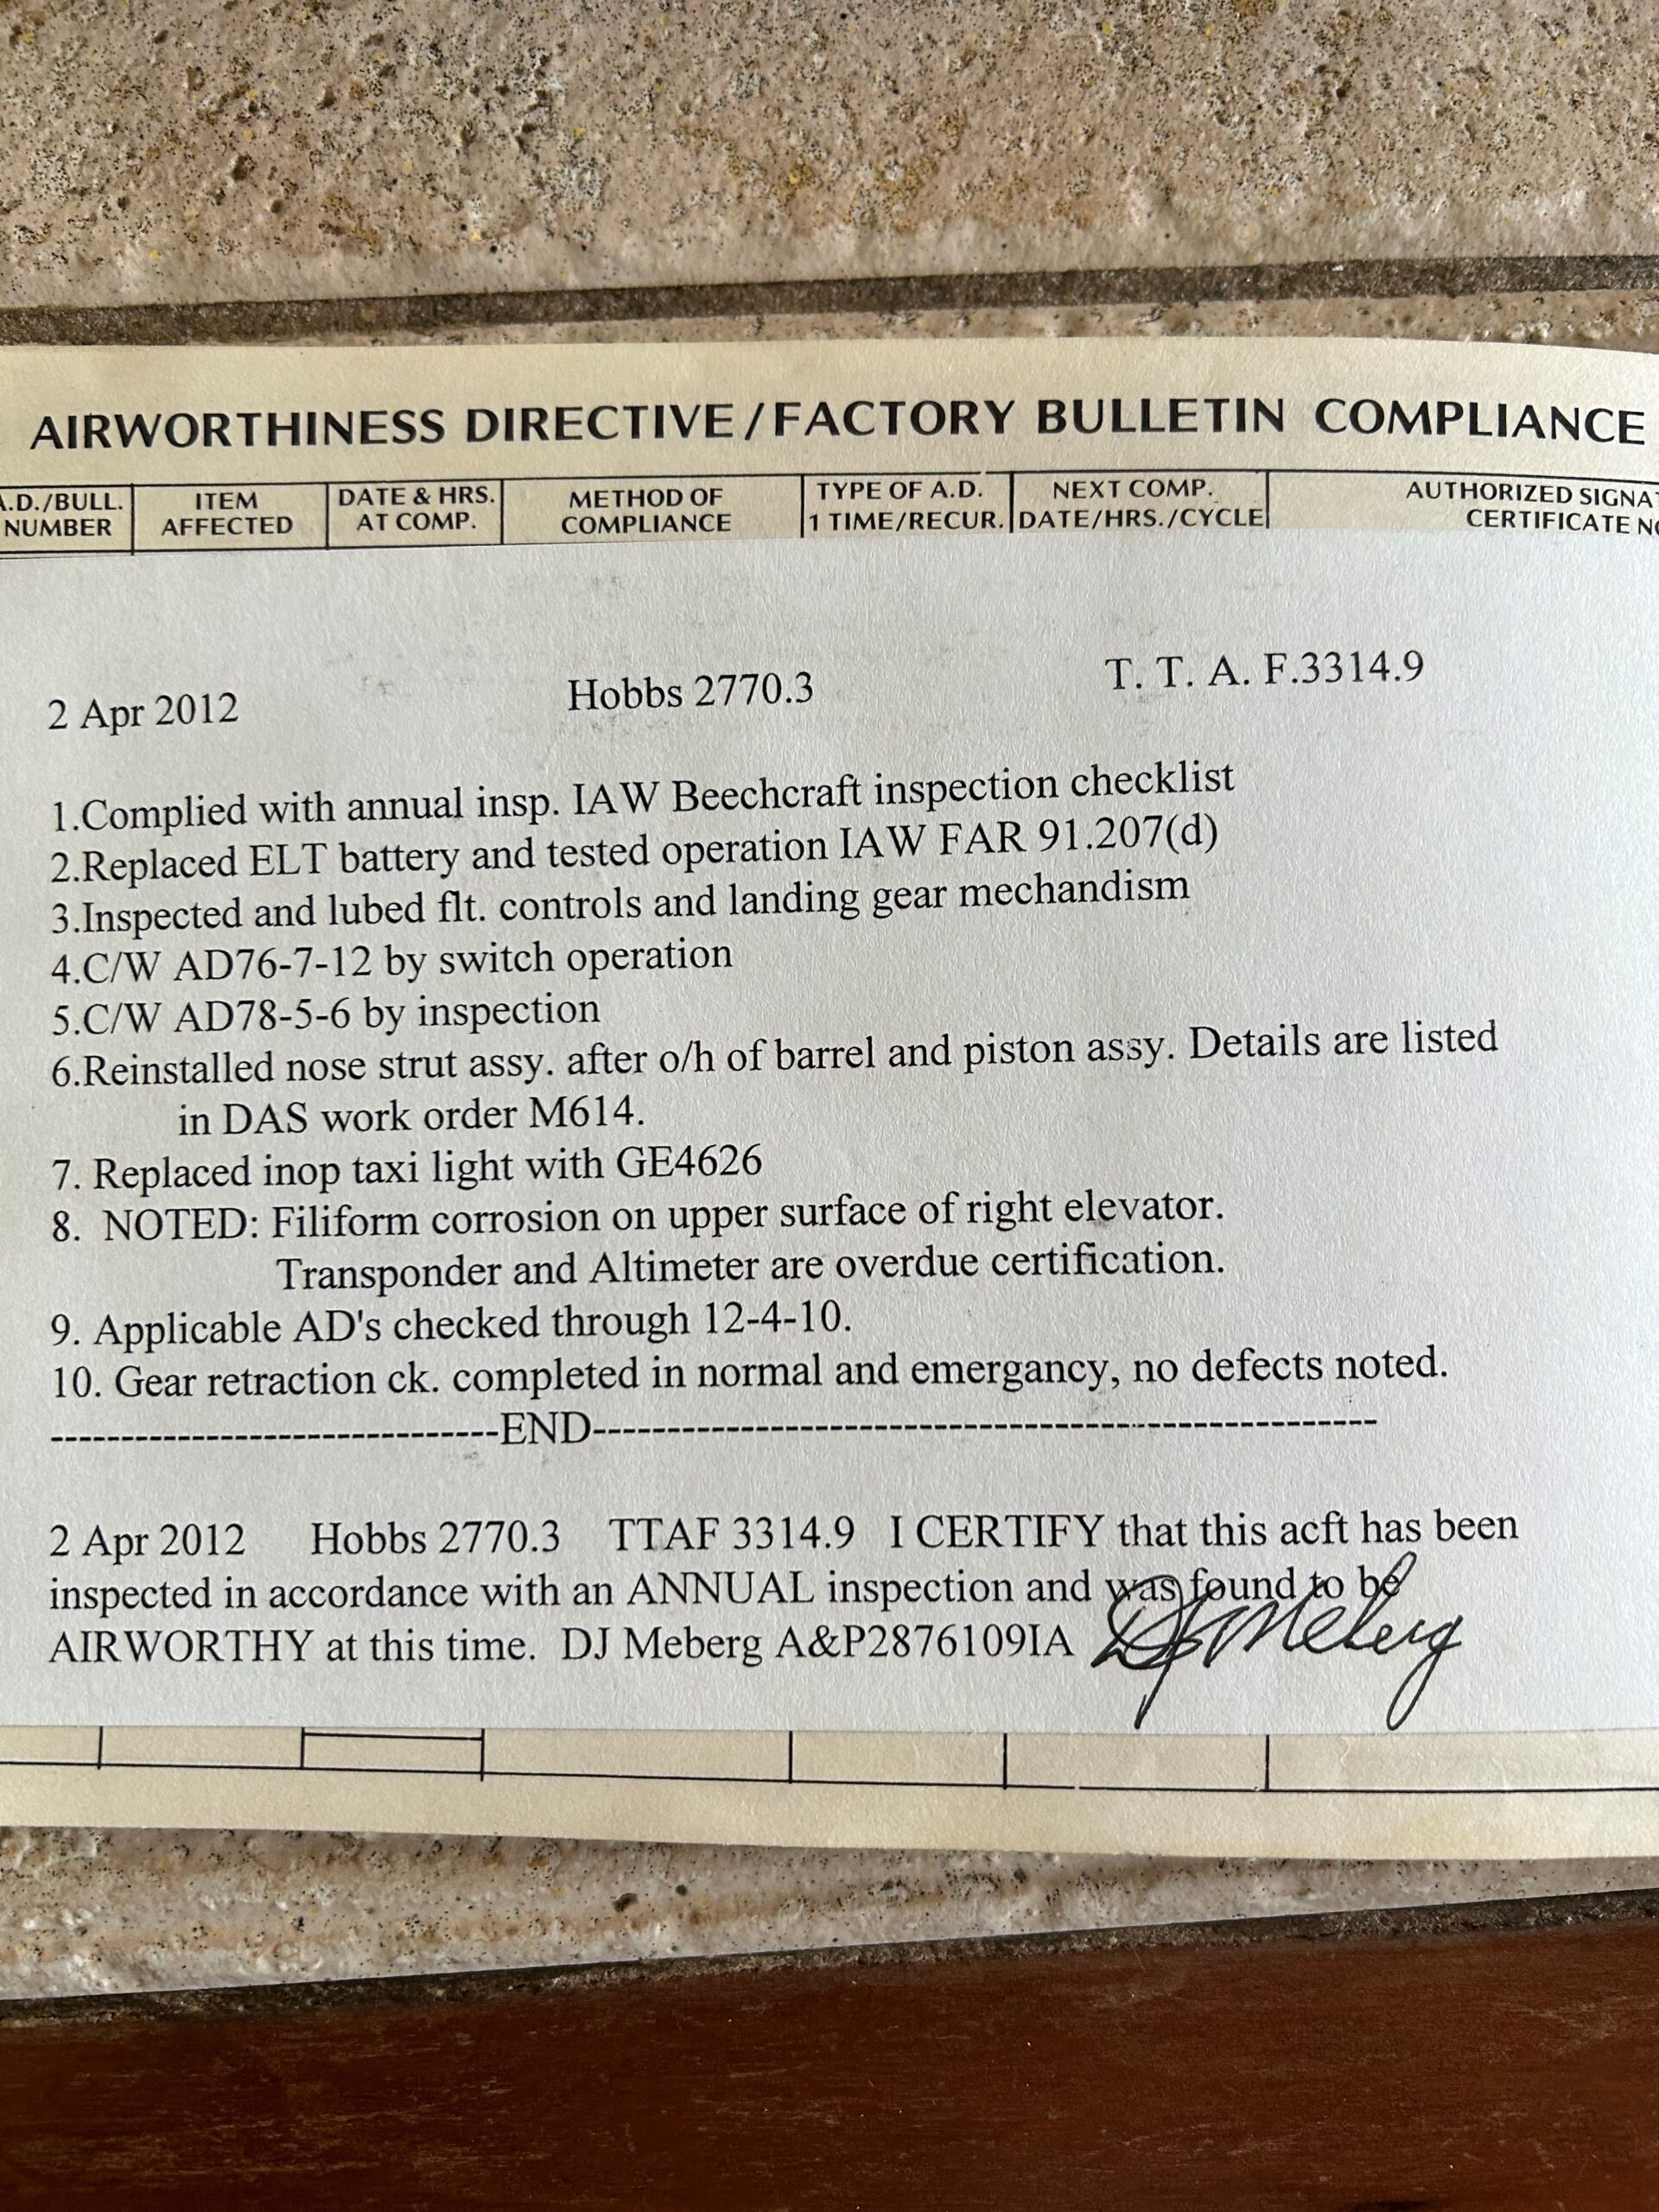 AIRWORTHINESS DIRECTIVE/FACTORY BULLETIN COMPLIANCE
A.D./BULL. NUMBER ITEM AFFECTED DATE & HRS. AT COMP. METHOD OF COMPLIANCE TYPE OF A.D. 1 TIME/RECUR. NEXT COMP. DATE/HRS./CYCLE AUTHORIZED CERTIFICATE
2 Apr 2012 Hobbs 2770.3 T. T. A. F.3314.9
1.Complied with annual insp. IAW Beechcraft inspection checklist
2.Replaced ELT battery and tested operation IAW FAR 91.207(d)
3.Inspected and lubed flt. controls and landing gear mechandism
4.C/W AD76-7-12 by switch operation
5.C/W AD78-5-6 by inspection
6.Reinstalled nose strut assy. after o/h of barrel and piston assy. Details are listed
in DAS work order M614.
7. Replaced inop taxi light with GE4626
8. NOTED: Filiform corrosion on upper surface of right elevator.
Transponder and Altimeter are overdue certification.
9. Applicable AD's checked through 12-4-10.
10. Gear retraction ck. completed in normal and emergancy, no defects noted.
-------------------------------END------------------------------------------------------
2 Apr 2012 Hobbs 2770.3 TTAF 3314.9 I CERTIFY that this acft has been
inspected in accordance with an ANNUAL inspection and was found to be
AIRWORTHY at this time. DJ Meberg A&P2876109IA DJ Meberg